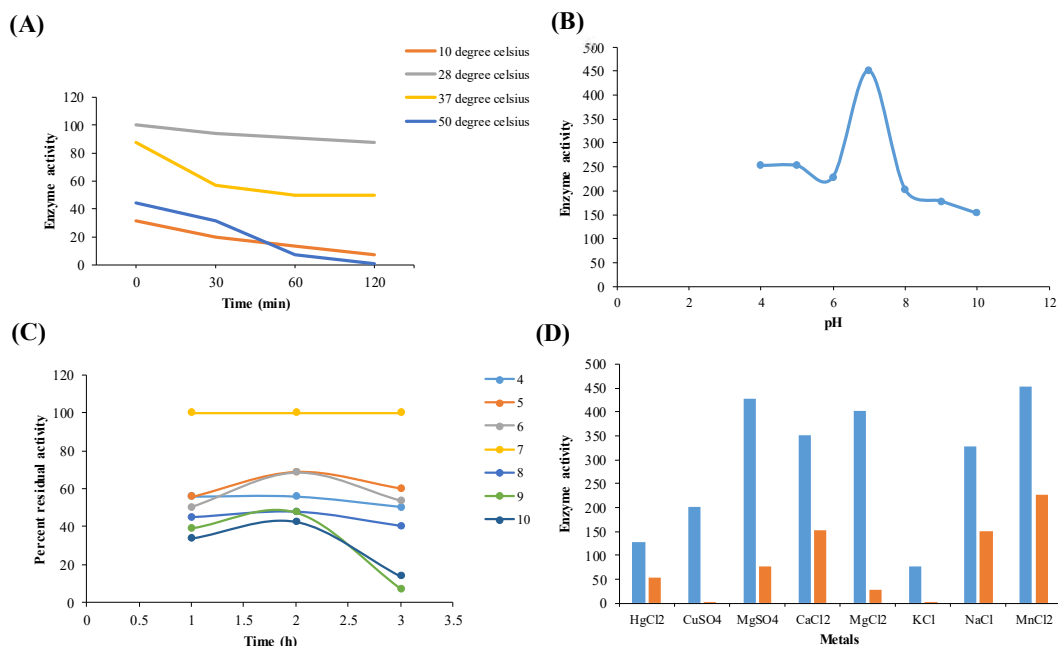 (A)
10 degree celsius
28 degree celsius
37 degree celsius
50 degree celsius
120
100
80
60
40
20
0
Enzyme activity
0 30 60 120
Time (min)
(B)
500
450
400
350
300
250
200
150
100
50
0
Enzyme activity
0 2 4 6 8 10 12
pH
(C)
120
100
80
60
40
20
0
Percent residual activity
0 0.5 1 1.5 2 2.5 3 3.5
Time (h)
4
5
6
7
8
9
10
(D)
500
450
400
350
300
250
200
150
100
50
0
Enzyme activity
HgCl2 CuSO4 MgSO4 CaCl2 MgCl2 KCl NaCl MnCl2
Metals